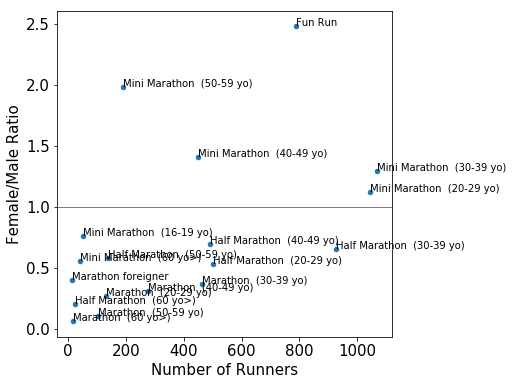 Female/Male Ratio
2.5
2.0
1.5
1.0
0.5
0.0
Fun Run
Mini Marathon (50-59 yo)
Mini Marathon (40-49 yo)
Mini Marathon (30-39 yo)
Mini Marathon (20-29 yo)
Mini Marathon (16-19 yo)
Half Marathon (40-49 yo)
Half Marathon (30-39 yo)
Half Marathon (50-59 yo)
Mini Marathon (60 yo>)
Half Marathon (20-29 yo)
Marathon foreigner
Marathon (30-39 yo)
Marathon (40-49 yo)
Marathon (20-29 yo)
Half Marathon (60 yo>)
Marathon (50-59 yo)
Marathon (60 yo>)
0
200
400
600
800
1000
Number of Runners